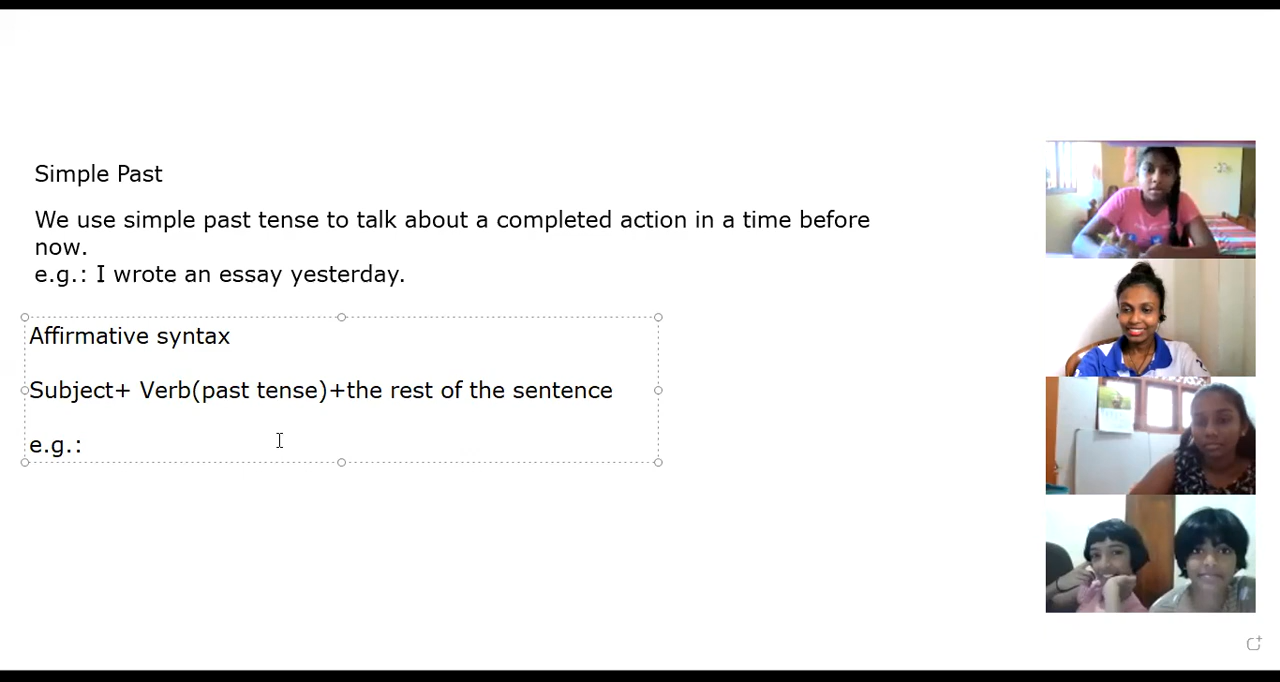 Simple Past
We use simple past tense to talk about a completed action in a time before
now.
e.g.: I wrote an essay yesterday.
Affirmative syntax
Subject+ Verb(past tense)+the rest of the sentence
e.g.: